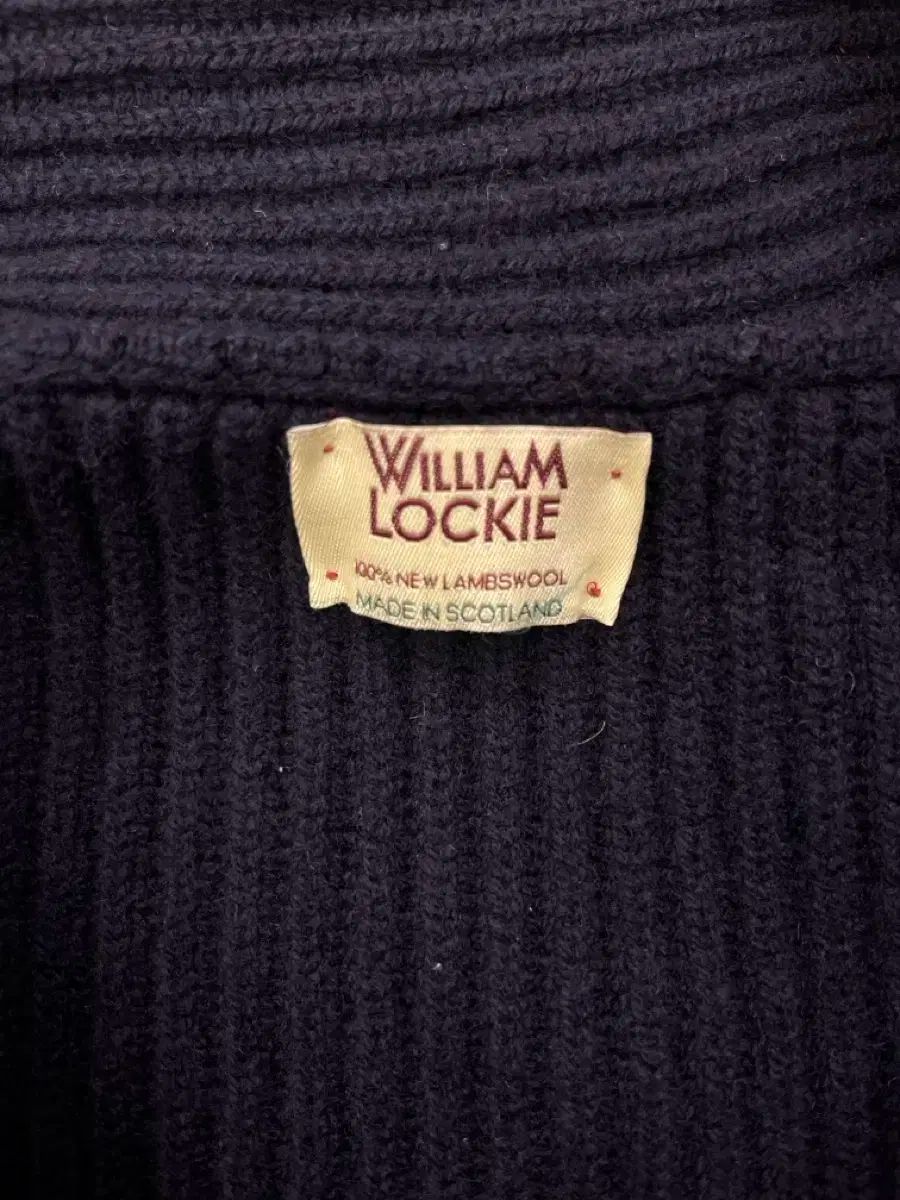 WILLIAM
LOCKIE
100% NEW LAMBSWOOL
MADE IN SCOTLAND